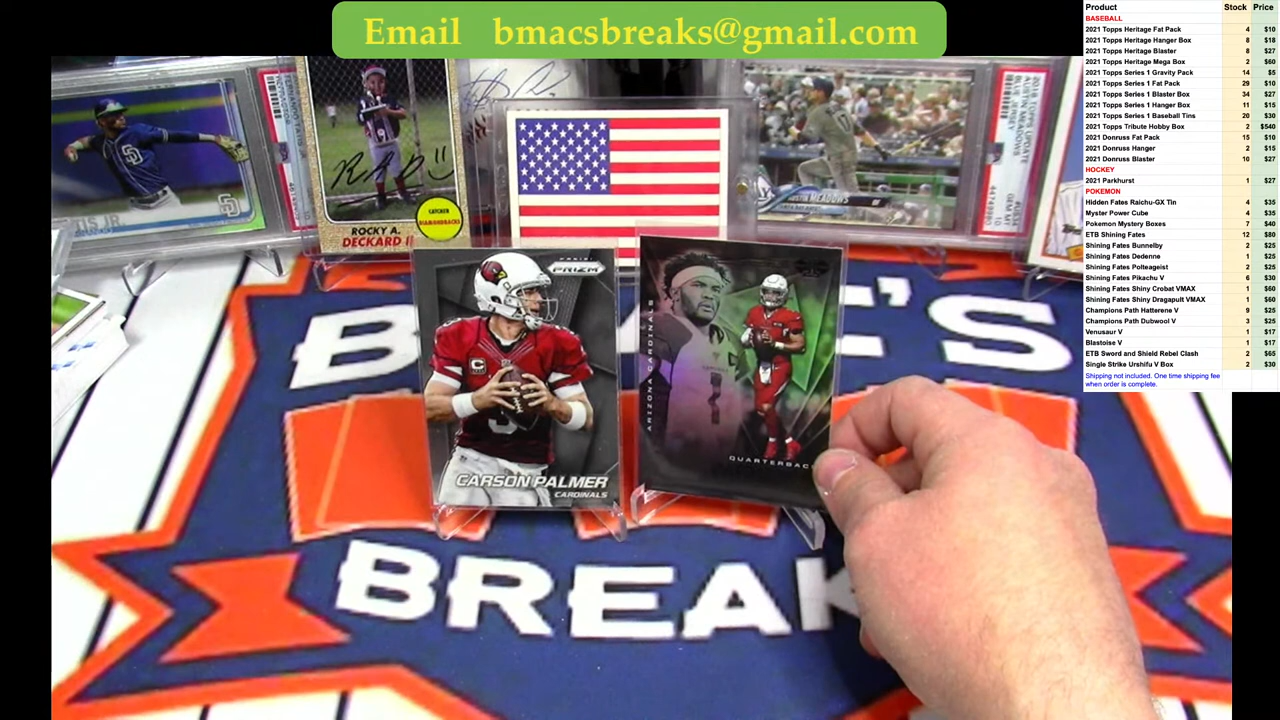 Email bmacsbreaks@gmail.com
Product Stock Price
BASEBALL
2021 Topps Heritage Fat Pack 4 $10
2021 Topps Heritage Hanger Box 8 $18
2021 Topps Heritage Blaster 8 $27
2021 Topps Heritage Mega Box 2 $60
2021 Topps Series 1 Gravity Pack 14 $5
2021 Topps Series 1 Fat Pack 29 $10
2021 Topps Series 1 Blaster Box 34 $27
2021 Topps Series 1 Hanger Box 11 $15
2021 Topps Series 1 Baseball Tins 20 $30
2021 Topps Tribute Hobby Box 2 $540
2021 Donruss Fat Pack 15 $10
2021 Donruss Hanger 2 $15
2021 Donruss Blaster 10 $27
HOCKEY
2021 Parkhurst 1 $27
POKEMON
Hidden Fates Raichu-GX Tin 4 $35
Myster Power Cube 4 $35
Pokemon Mystery Boxes 7 $40
ETB Shining Fates 12 $80
Shining Fates Bunnelby 2 $25
Shining Fates Dedenne 1 $25
Shining Fates Polteageist 2 $25
Shining Fates Pikachu V 6 $30
Shining Fates Shiny Crobat VMAX 1 $60
Shining Fates Shiny Dragapult VMAX 1 $60
Champions Path Hatterene V 9 $25
Champions Path Dubwool V 3 $25
Venusaur V 1 $17
Blastoise V 1 $17
ETB Sword and Shield Rebel Clash 2 $65
Single Strike Urshifu V Box 2 $30
Shipping not included. One time shipping fee
when order is complete.
CATCHER
DIAMONDBACKS
ROCKY A.
DECKARD II
MEADOWS OF
PANINI
PRIZM
CARSON PALMER
CARDINALS
ARIZONA CARDINALS
1
QUARTERBAC
B 'S
BREAK